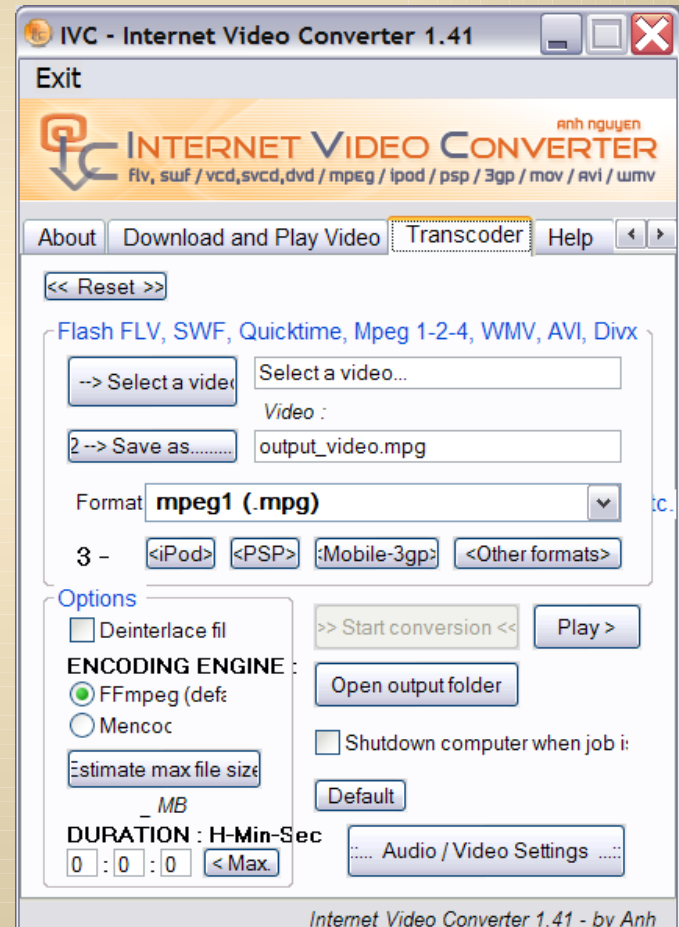 IVC - Internet Video Converter 1.41
Exit
anh nguyen
INTERNET VIDEO CONVERTER
flv, swf / vcd,svcd,dvd / mpeg / ipod / psp / 3gp / mov / avi / wmv
About Download and Play Video Transcoder Help
<< Reset >>
Flash FLV, SWF, Quicktime, Mpeg 1-2-4, WMV, AVI, Divx
--> Select a video Select a video...
Video :
2 --> Save as......... output_video.mpg
Format mpeg1 (.mpg) tc.
3 - <iPod> <PSP> :Mobile-3gp: <Other formats>
Options
Deinterlace fil >> Start conversion << Play >
ENCODING ENGINE :
FFmpeg (defa Open output folder
Mencoc
Shutdown computer when job is
Estimate max file size
_ MB Default
DURATION : H-Min-Sec
0 : 0 : 0 < Max. ::.... Audio / Video Settings ....::
Internet Video Converter 1.41 - by Anh